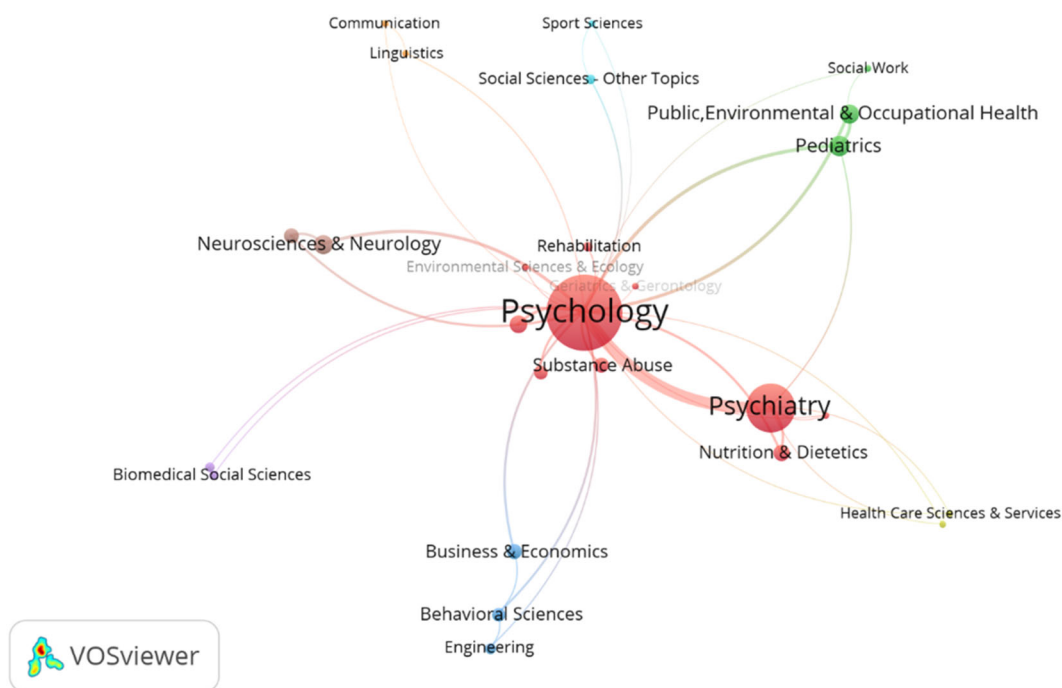 Communication
Sport Sciences
Linguistics
Social Work
Social Sciences - Other Topics
Public,Environmental & Occupational Health
Pediatrics
Neurosciences & Neurology
Rehabilitation
Environmental Sciences & Ecology
Geriatrics & Gerontology
Psychology
Substance Abuse
Psychiatry
Nutrition & Dietetics
Biomedical Social Sciences
Health Care Sciences & Services
Business & Economics
Behavioral Sciences
Engineering
VOSviewer